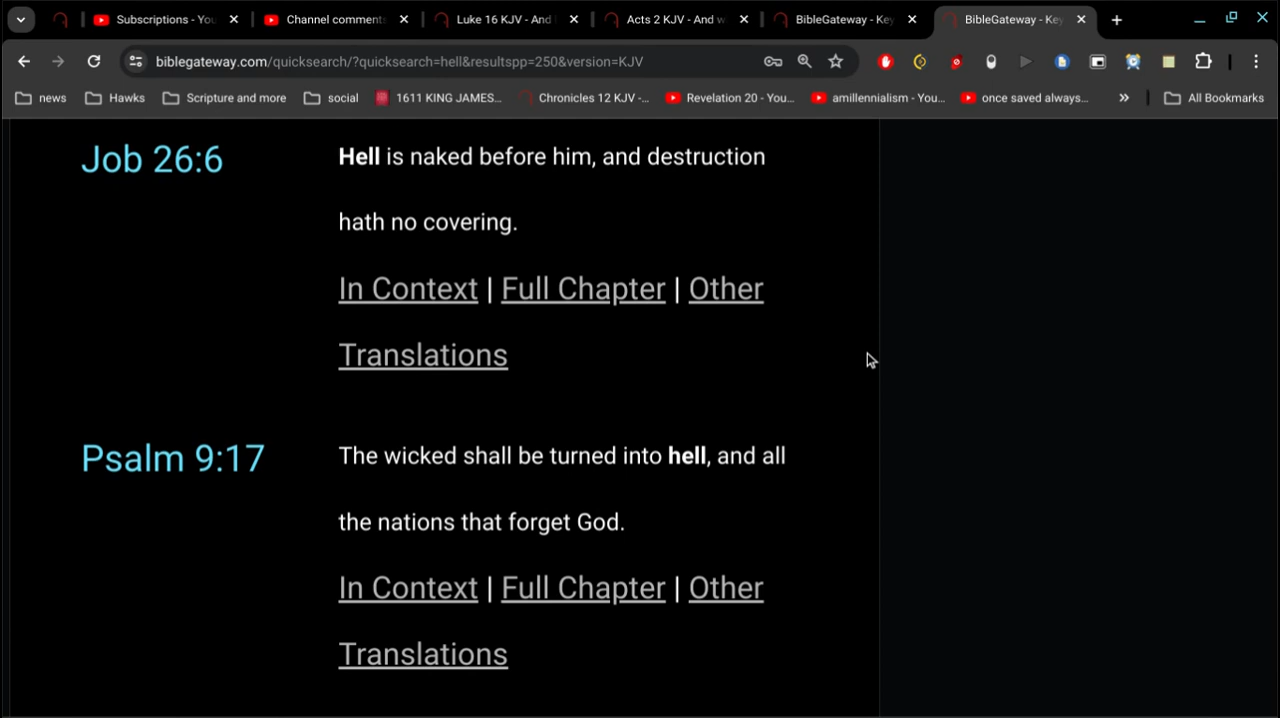 Subscriptions - You
Channel comments
Luke 16 KJV - And
Acts 2 KJV - And w
BibleGateway - Key
BibleGateway - Key
biblegateway.com/quicksearch/?quicksearch=hell&resultspp=250&version=KJV
news
Hawks
Scripture and more
social
1611 KING JAMES...
Chronicles 12 KJV -...
Revelation 20 - You...
amillennialism - You...
once saved always...
All Bookmarks
Job 26:6
Hell is naked before him, and destruction
hath no covering.
In Context | Full Chapter | Other
Translations
Psalm 9:17
The wicked shall be turned into hell, and all
the nations that forget God.
In Context | Full Chapter | Other
Translations